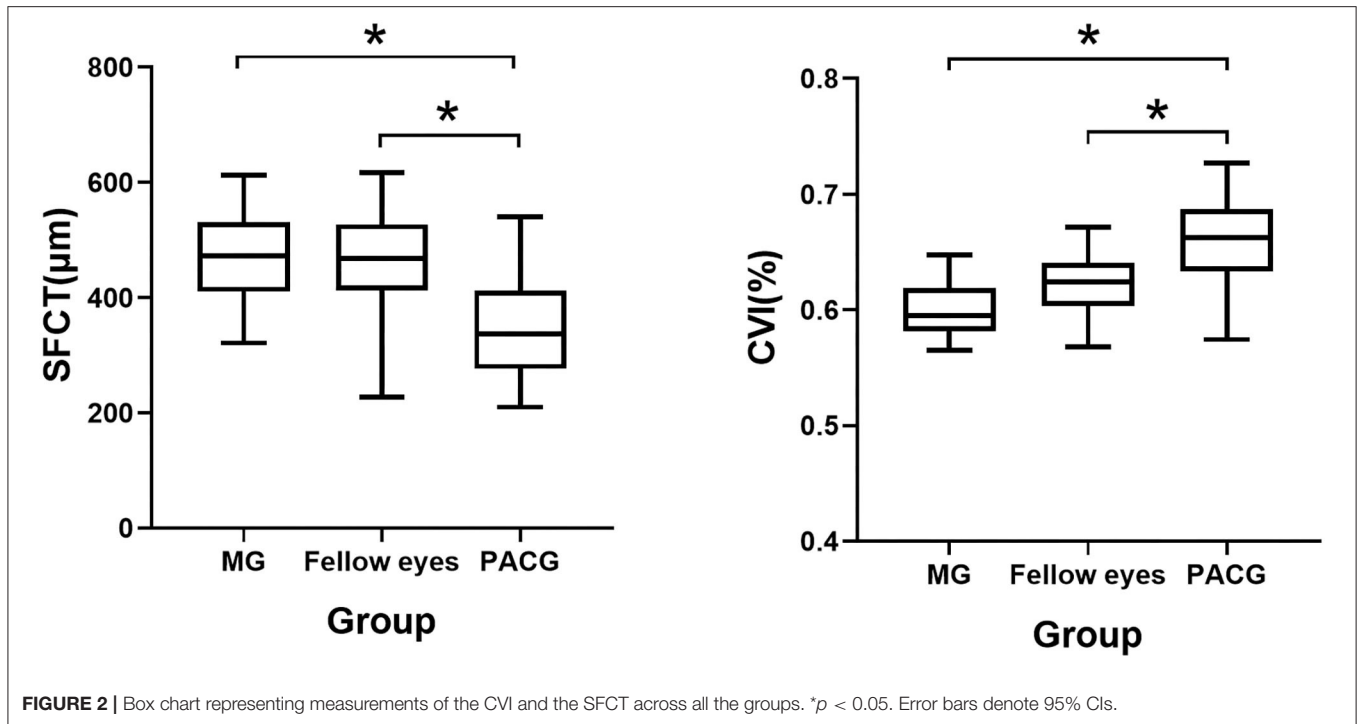 *
*
800
600
400
200
0
SFCT(µm)
MG Fellow eyes PACG
Group
*
*
0.8
0.7
0.6
0.5
0.4
CVI(%)
MG Fellow eyes PACG
Group
FIGURE 2 | Box chart representing measurements of the CVI and the SFCT across all the groups. *p < 0.05. Error bars denote 95% CIs.